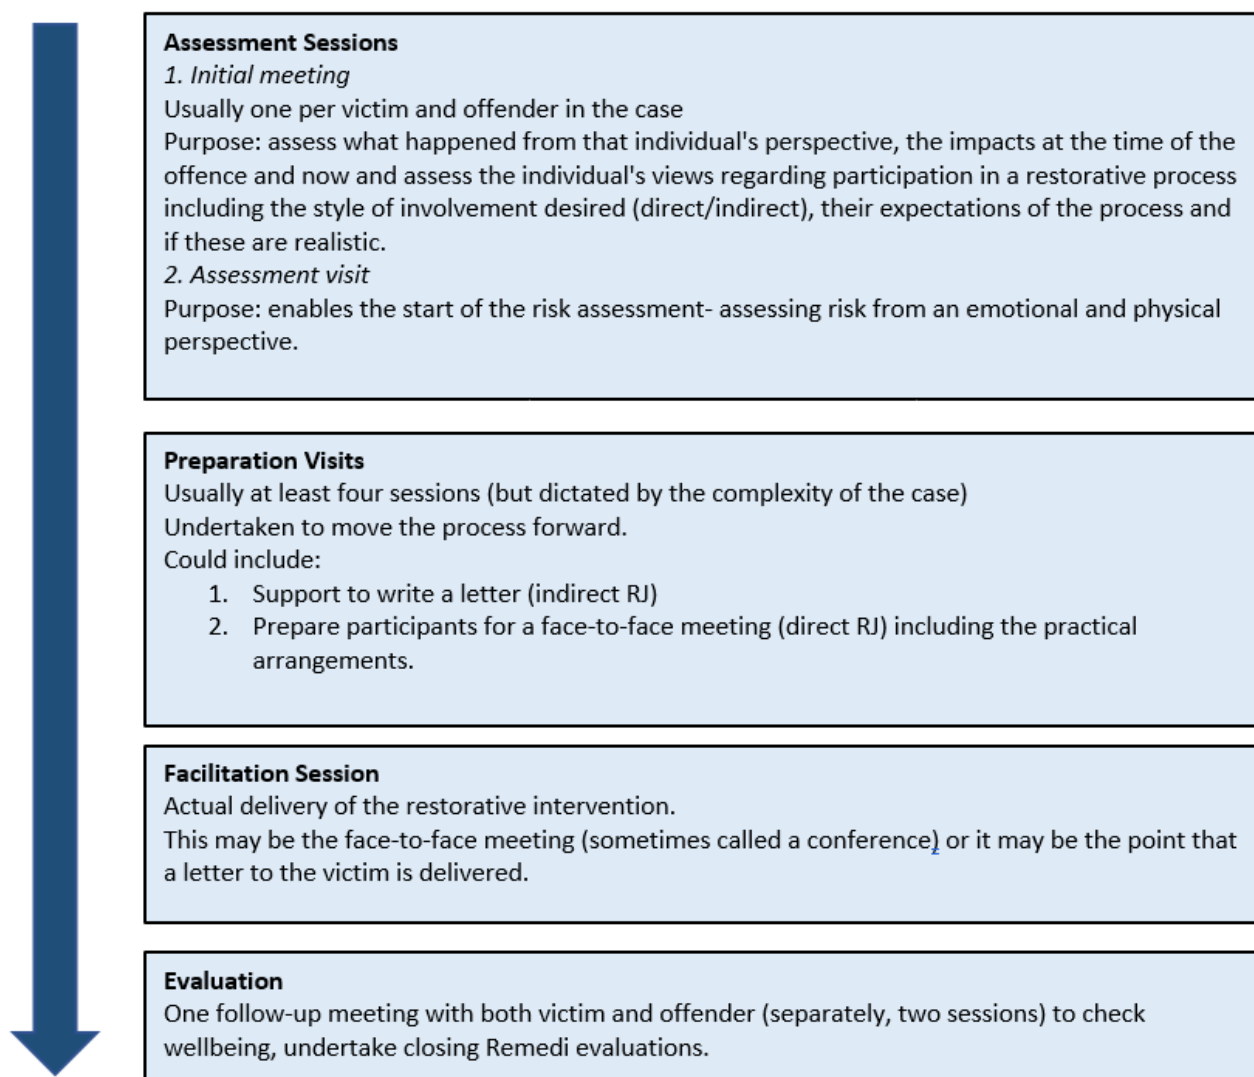 Assessment Sessions
1. Initial meeting
Usually one per victim and offender in the case
Purpose: assess what happened from that individual's perspective, the impacts at the time of the
offence and now and assess the individual's views regarding participation in a restorative process
including the style of involvement desired (direct/indirect), their expectations of the process and
if these are realistic.
2. Assessment visit
Purpose: enables the start of the risk assessment- assessing risk from an emotional and physical
perspective.
Preparation Visits
Usually at least four sessions (but dictated by the complexity of the case)
Undertaken to move the process forward.
Could include:
1. Support to write a letter (indirect RJ)
2. Prepare participants for a face-to-face meeting (direct RJ) including the practical
arrangements.
Facilitation Session
Actual delivery of the restorative intervention.
This may be the face-to-face meeting (sometimes called a conference) or it may be the point that
a letter to the victim is delivered.
Evaluation
One follow-up meeting with both victim and offender (separately, two sessions) to check
wellbeing, undertake closing Remedi evaluations.